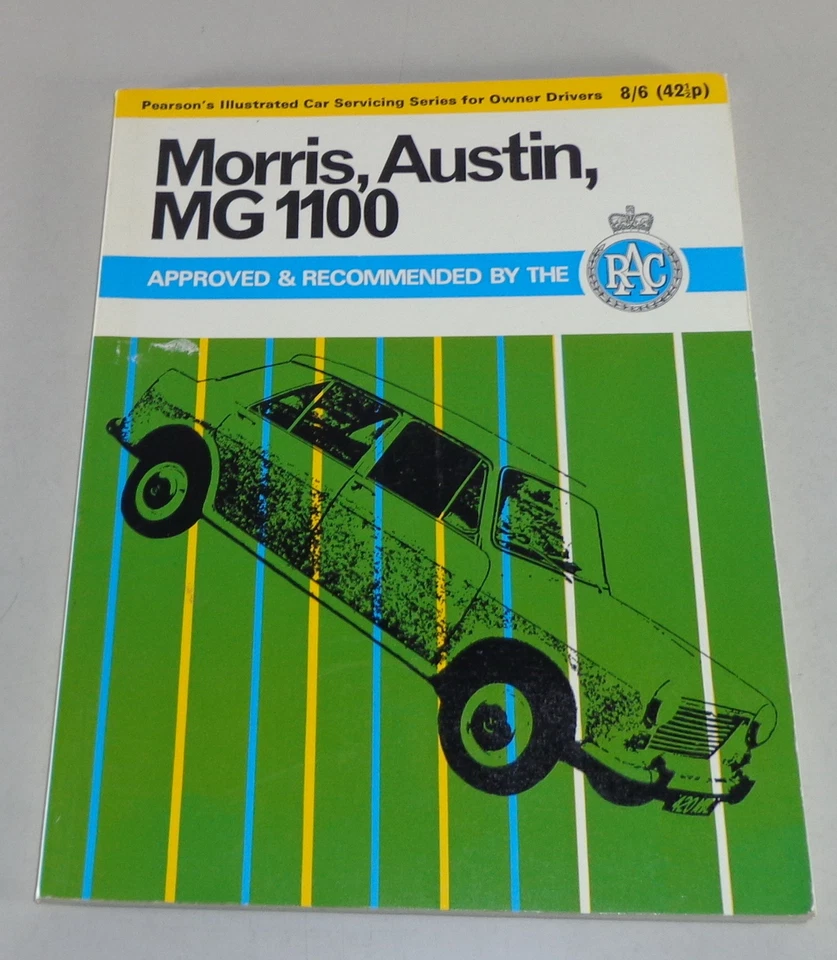 Pearson's Illustrated Car Servicing Series for Owner Drivers 8/6 (42½p)
Morris, Austin,
MG 1100
APPROVED & RECOMMENDED BY THE
RAC